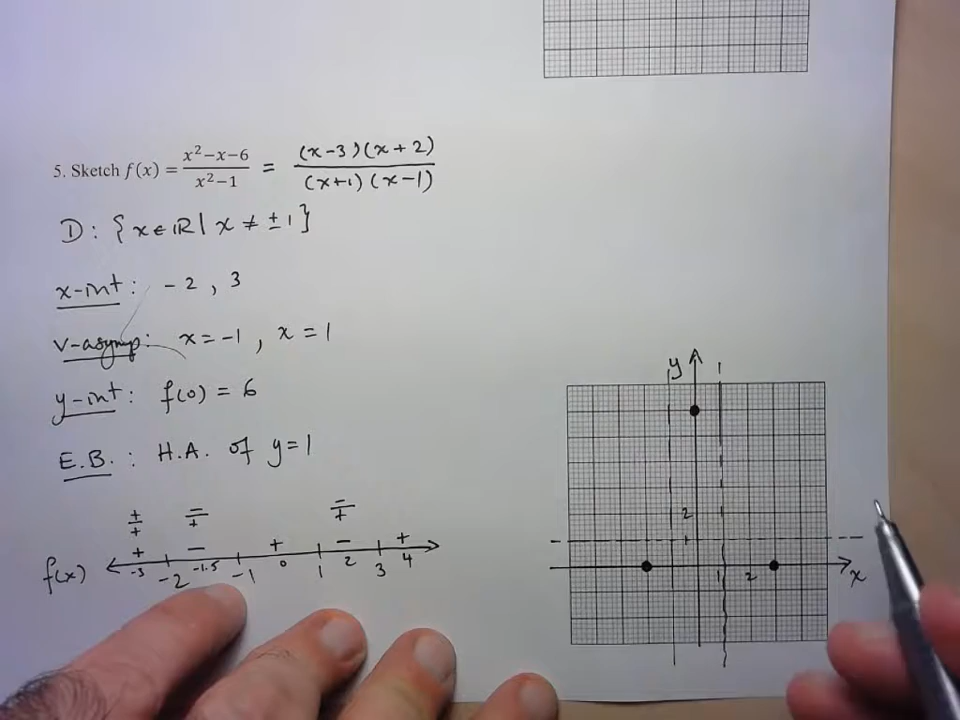 5. Sketch f(x) = x²−x−6 / x²−1 = (x−3)(x+2) / (x+1)(x−1)
D: {x∈ℝ | x ≠ ±1}
x-int: −2, 3
v-asymp: x=−1, x=1
y-int: f(0) = 6
E.B.: H.A. of y=1
+/+ −/+ −/+
f(x) + − + − +
-3 -2 -1.5 -1 0 1 2 3 4
y
2
1 2 x